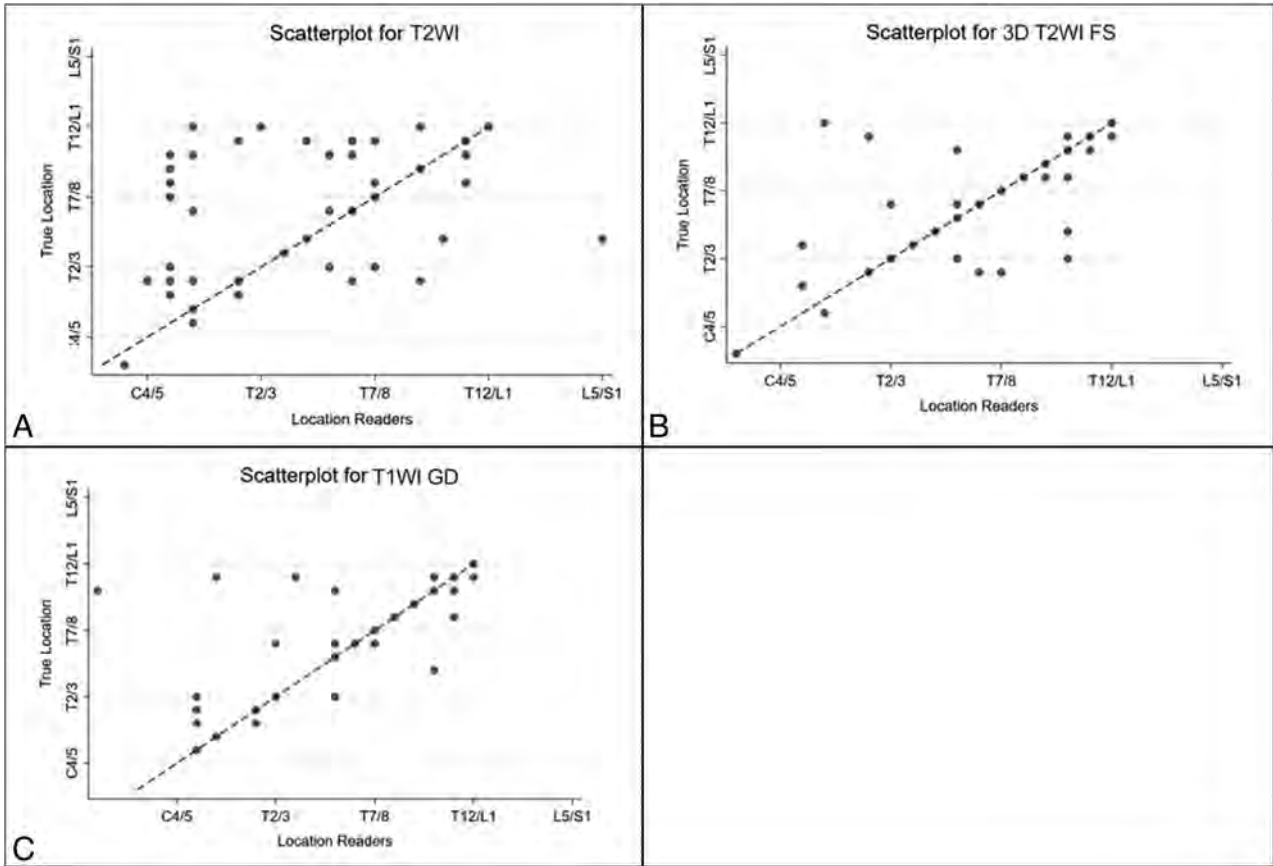 Scatterplot for T2WI
L5/S1
T12/L1
T7/8
T2/3
C4/5
True Location
C4/5 T2/3 T7/8 T12/L1 L5/S1
Location Readers
A
Scatterplot for 3D T2WI FS
L5/S1
T12/L1
T7/8
T2/3
C4/5
True Location
C4/5 T2/3 T7/8 T12/L1 L5/S1
Location Readers
B
Scatterplot for T1WI GD
L5/S1
T12/L1
T7/8
T2/3
C4/5
True Location
C4/5 T2/3 T7/8 T12/L1 L5/S1
Location Readers
C